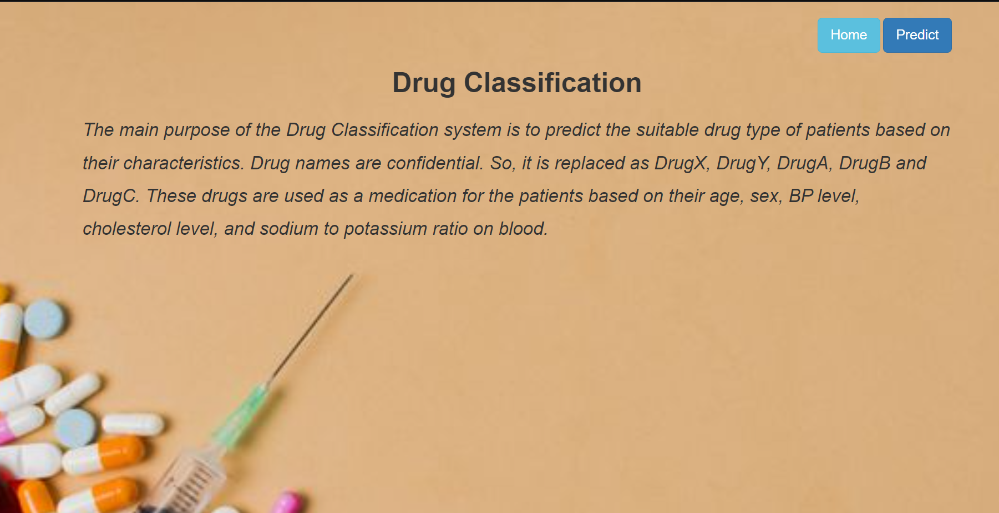 Home Predict
Drug Classification
The main purpose of the Drug Classification system is to predict the suitable drug type of patients based on
their characteristics. Drug names are confidential. So, it is replaced as DrugX, DrugY, DrugA, DrugB and
DrugC. These drugs are used as a medication for the patients based on their age, sex, BP level,
cholesterol level, and sodium to potassium ratio on blood.